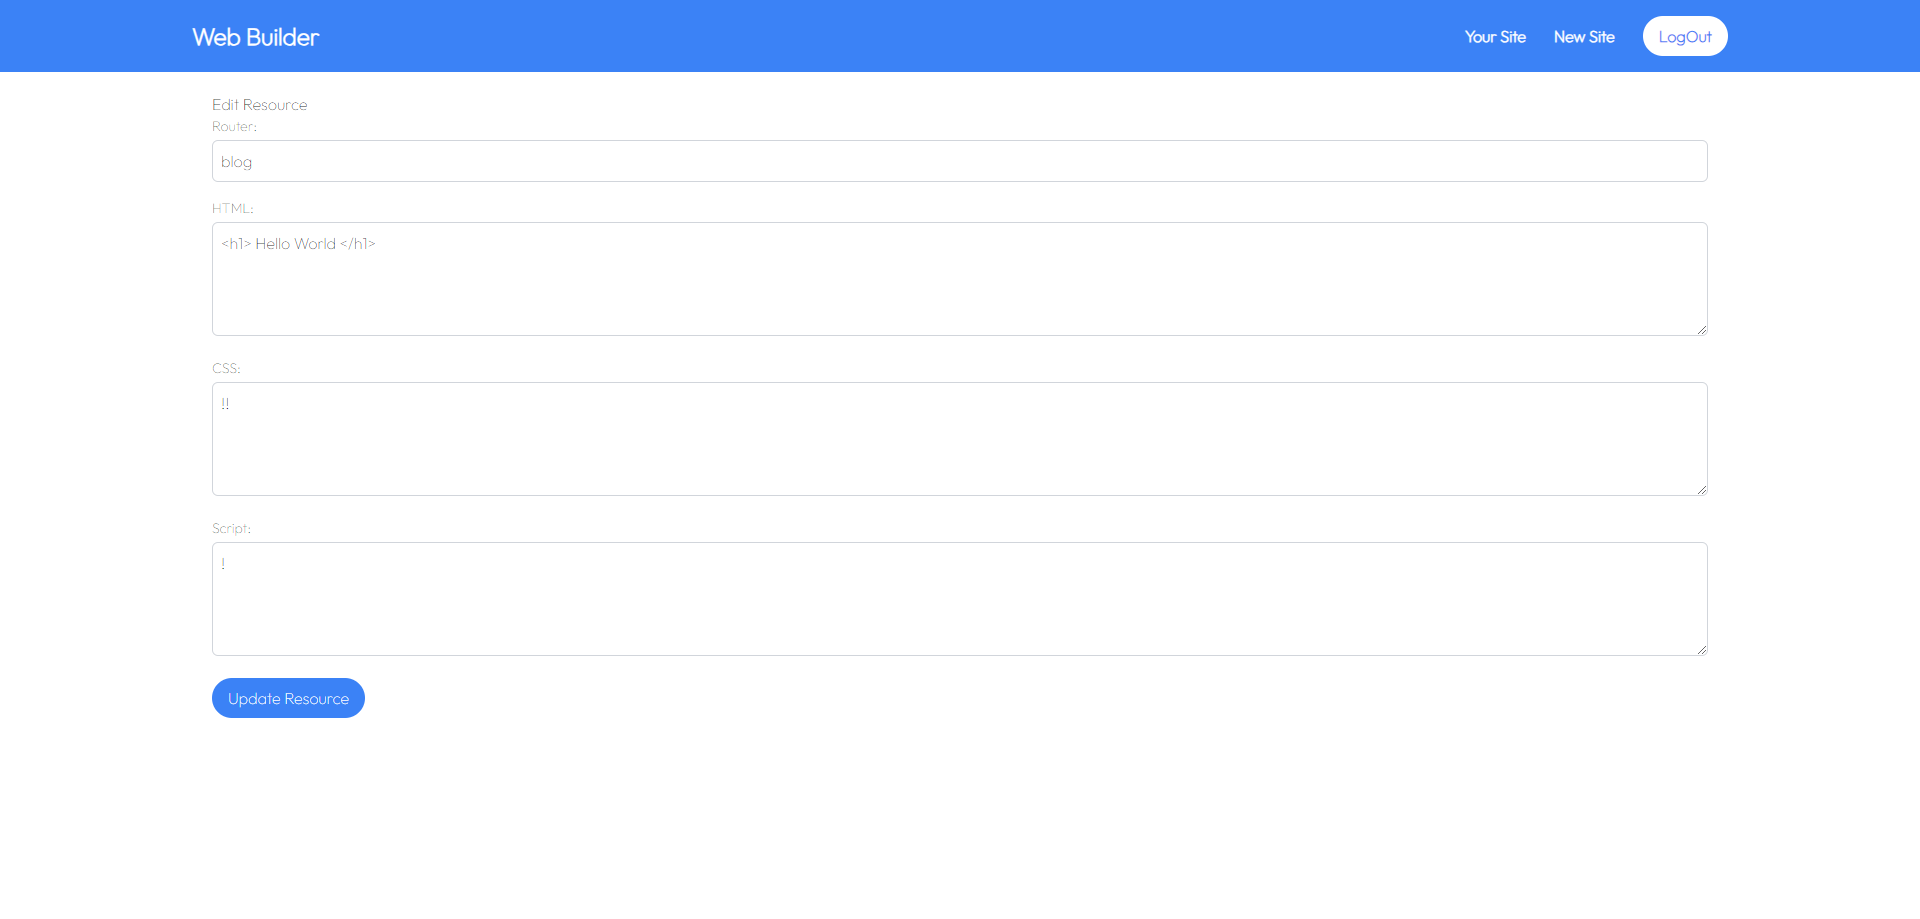 Web Builder
Your Site
New Site
LogOut
Edit Resource
Router:
blog
HTML:
<h1> Hello World </h1>
CSS:
!!
Script:
!
Update Resource